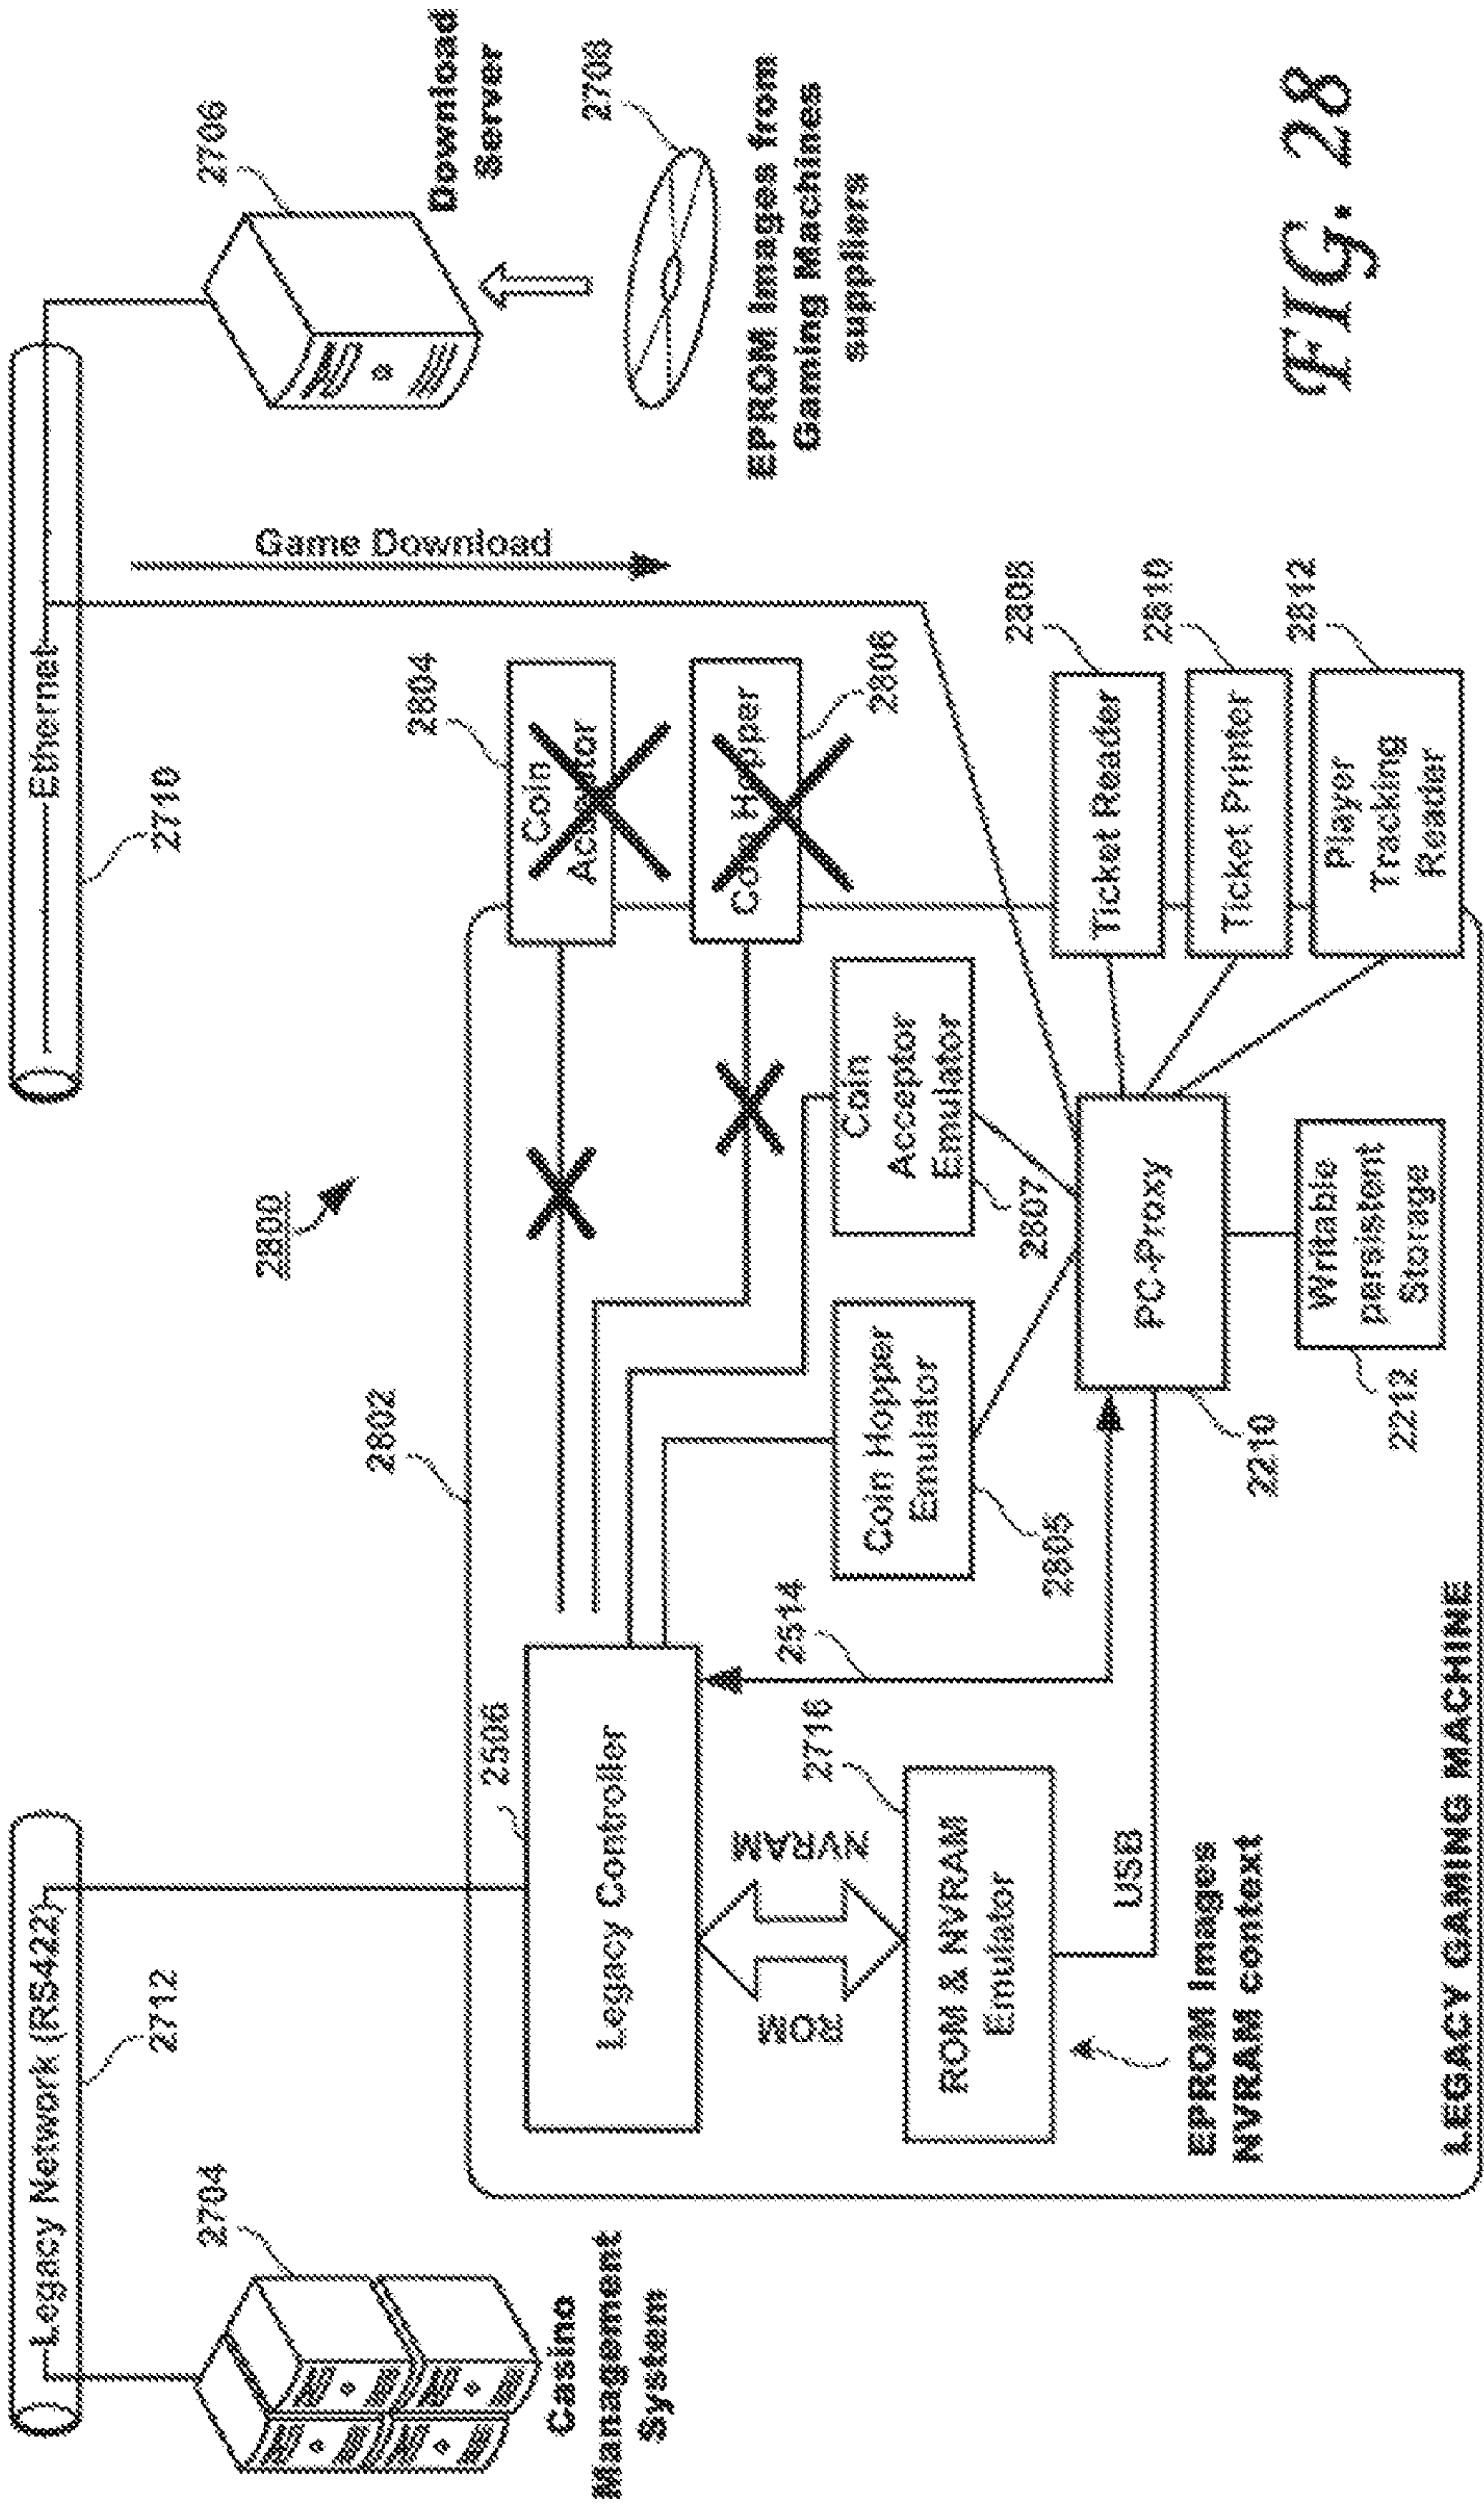 Legacy Network (RS422)
2712
Ethernet
2710
2704
Casino
Management
System
2800
Game Download
2706
Download
Server
2708
EPROM Images from
Gaming Machines
suppliers
2802
2506
Legacy Controller
ROM
NVRAM
2716
ROM & NVRAM
Emulator
EPROM Images
NVRAM context
USB
2514
Coin Hopper
Emulator
2805
Coin
Acceptor
Emulator
2807
2804
Coin
Acceptor
Coin Hopper
2806
PC-Proxy
2210
Writable
persistent
Storage
2212
Ticket Reader
2808
Ticket Printer
2810
Player
Tracking
Reader
2812
LEGACY GAMING MACHINE
FIG. 28